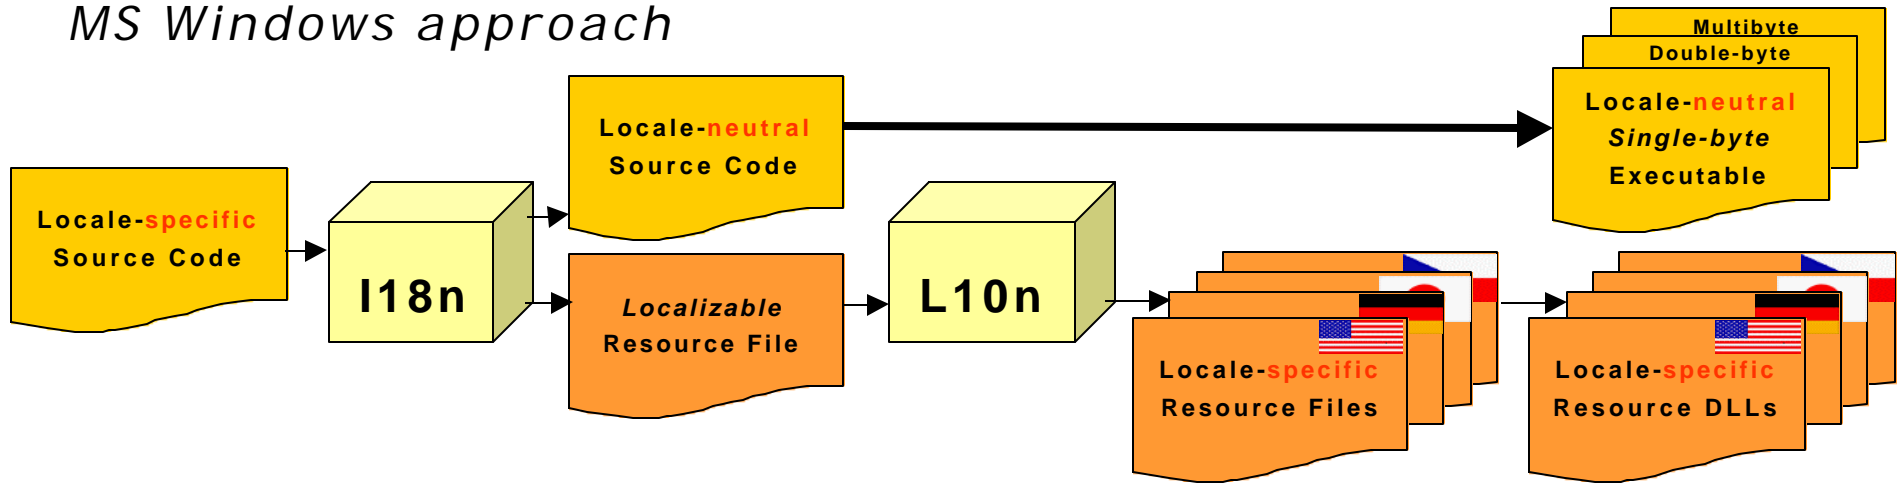 MS Windows approach
Multibyte
Double-byte
Locale-neutral
Single-byte
Executable
Locale-neutral
Source Code
Locale-specific
Source Code
I18n
Localizable
Resource File
L10n
Locale-specific
Resource Files
Locale-specific
Resource DLLs